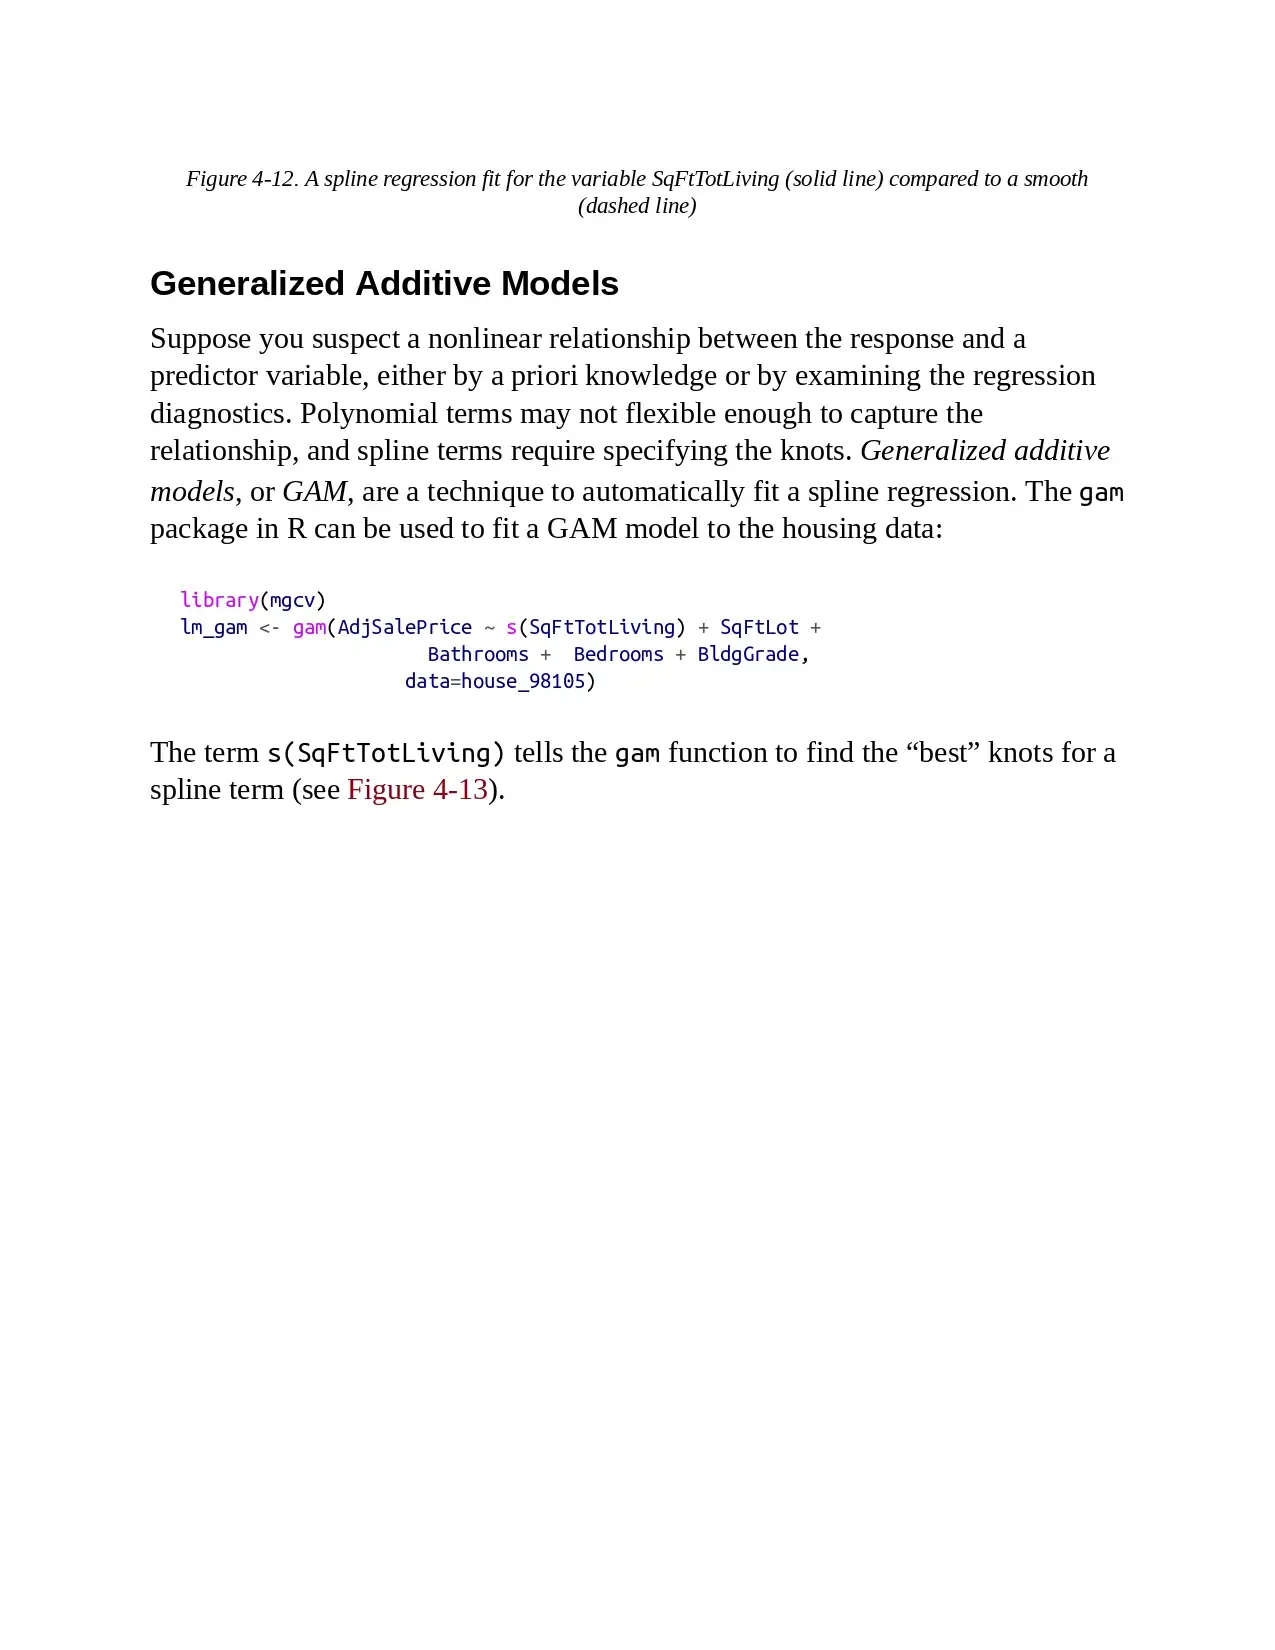 Figure 4-12. A spline regression fit for the variable SqFtTotLiving (solid line) compared to a smooth
(dashed line)
Generalized Additive Models
Suppose you suspect a nonlinear relationship between the response and a
predictor variable, either by a priori knowledge or by examining the regression
diagnostics. Polynomial terms may not flexible enough to capture the
relationship, and spline terms require specifying the knots. Generalized additive
models, or GAM, are a technique to automatically fit a spline regression. The gam
package in R can be used to fit a GAM model to the housing data:
library(mgcv)
lm_gam <- gam(AdjSalePrice ~ s(SqFtTotLiving) + SqFtLot +
                      Bathrooms +  Bedrooms + BldgGrade,
                    data=house_98105)
The term s(SqFtTotLiving) tells the gam function to find the “best” knots for a
spline term (see Figure 4-13).